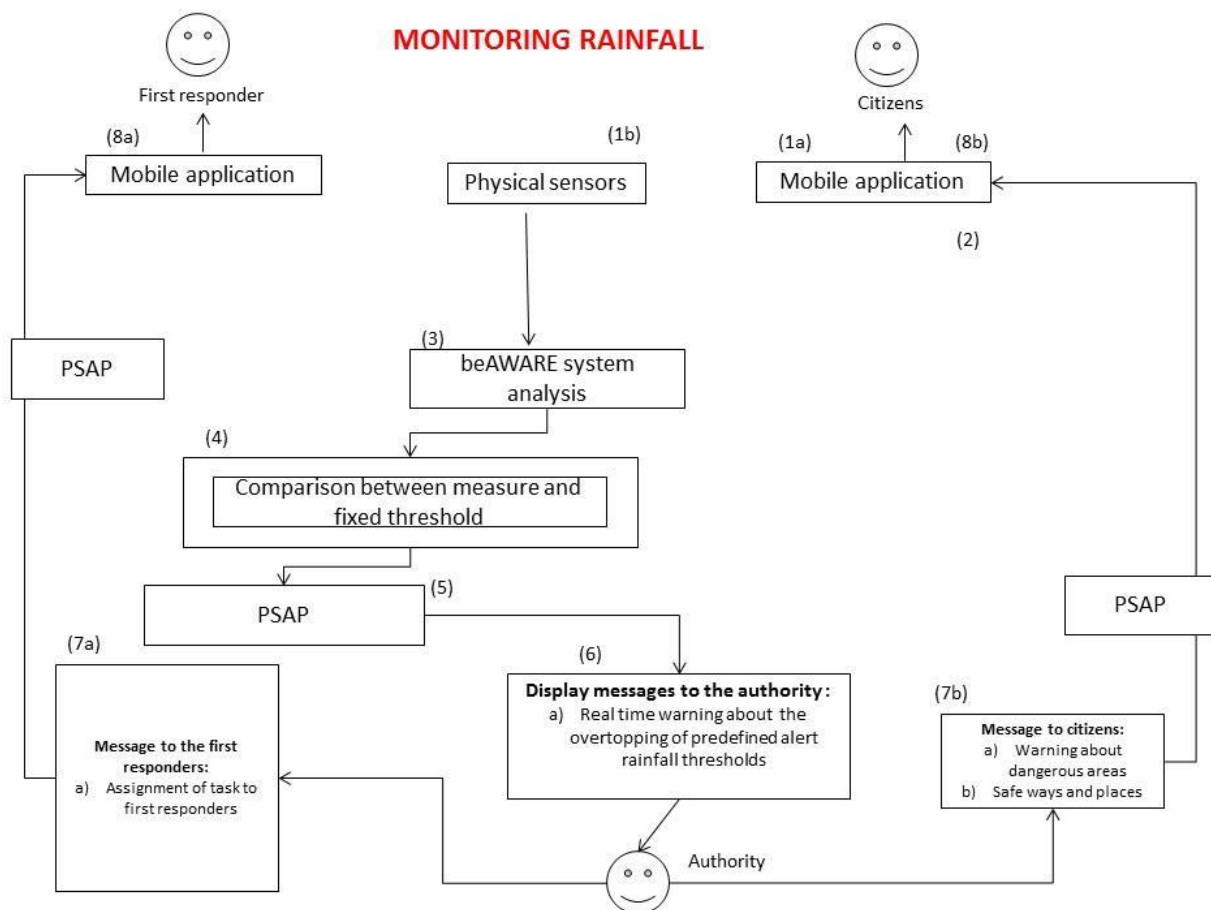 MONITORING RAINFALL
First responder
Citizens
(8a)
(1b)
(1a)
(8b)
Mobile application
Physical sensors
Mobile application
(2)
(3)
PSAP
beAWARE system
analysis
(4)
Comparison between measure and
fixed threshold
(5)
PSAP
PSAP
(7a)
(6)
(7b)
Display messages to the authority :
a) Real time warning about the
overtopping of predefined alert
rainfall thresholds
Message to the first
responders:
a) Assignment of task to
first responders
Message to citizens:
a) Warning about
dangerous areas
b) Safe ways and places
Authority